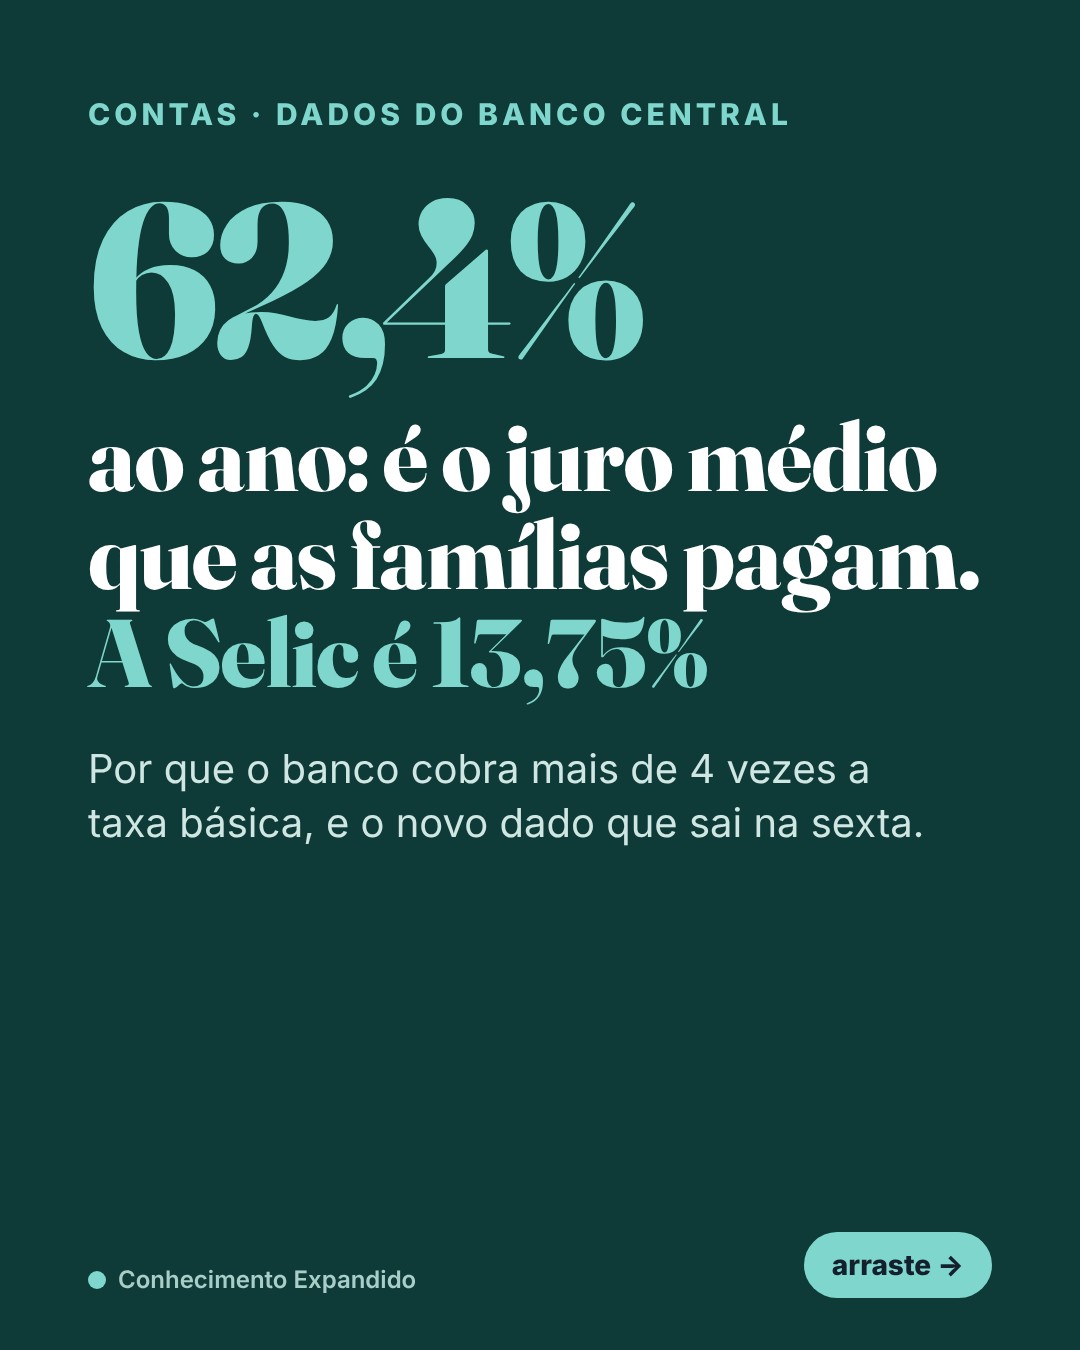 CONTAS · DADOS DO BANCO CENTRAL
62,4%
ao ano: é o juro médio
que as famílias pagam.
A Selic é 13,75%
Por que o banco cobra mais de 4 vezes a
taxa básica, e o novo dado que sai na sexta.
Conhecimento Expandido
arraste →